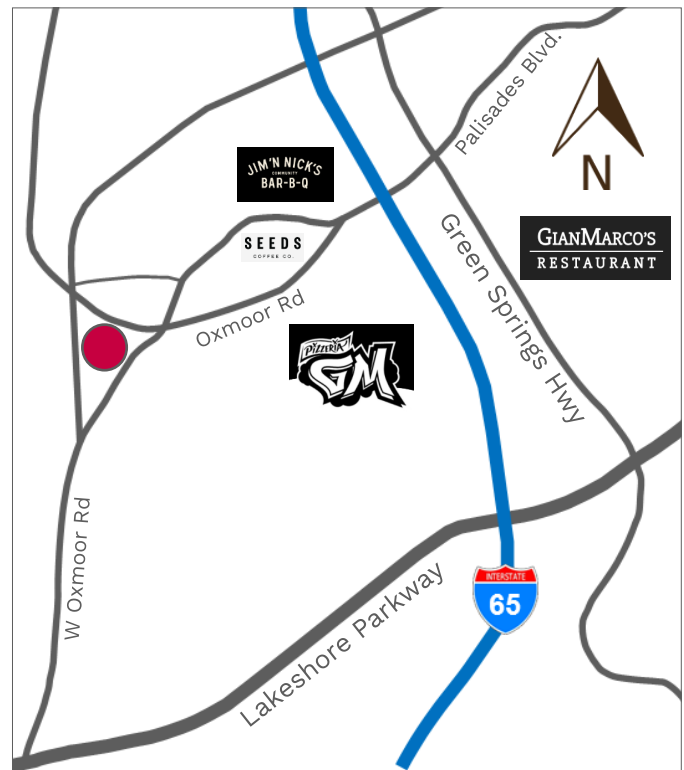 Palisades Blvd.
N
JIM'N NICK'S
COMMUNITY
BAR-B-Q
GIANMARCO'S
RESTAURANT
SEEDS
COFFEE CO.
Green Springs Hwy
Oxmoor Rd
PIZZERIA
GM
W Oxmoor Rd
Lakeshore Parkway
INTERSTATE
65